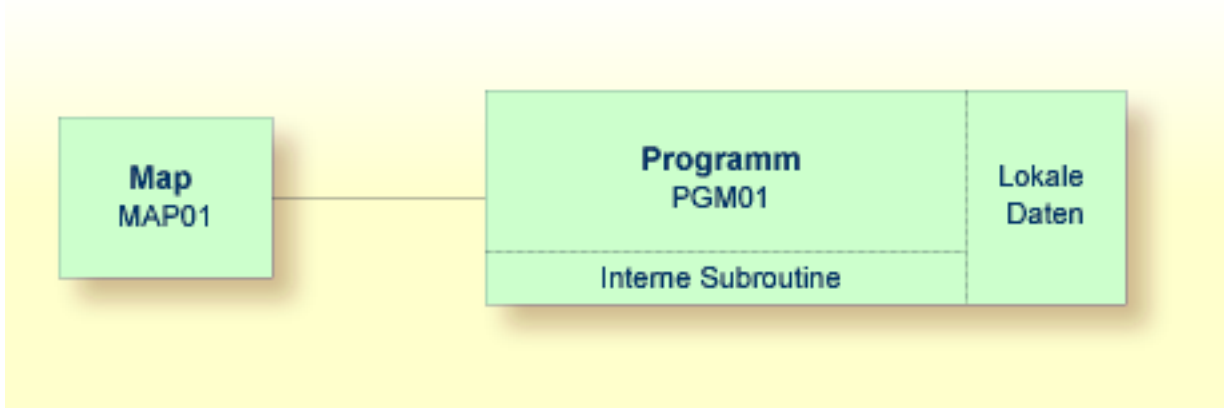 Map
MAP01
Programm
PGM01
Interne Subroutine
Lokale
Daten